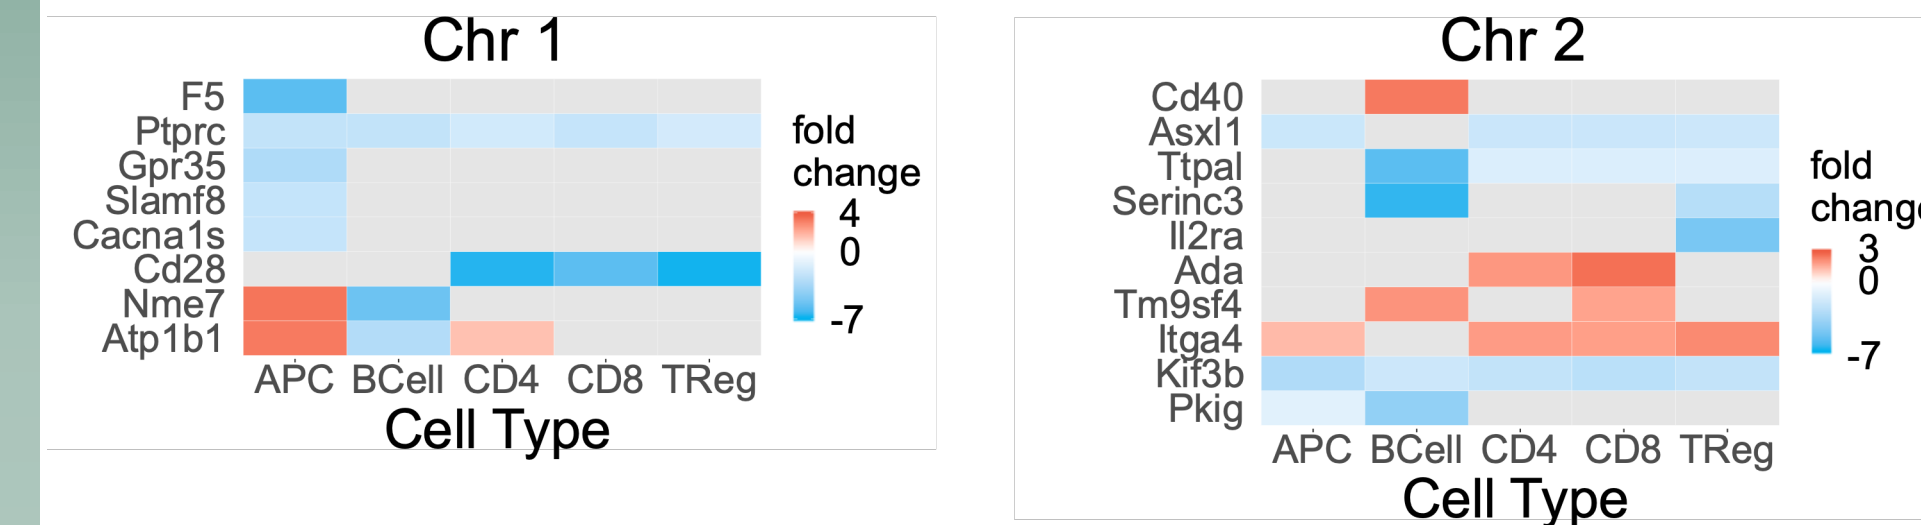 Chr 1
F5
Ptprc
Gpr35
Slamf8
Cacna1s
Cd28
Nme7
Atp1b1
APC BCell CD4 CD8 TReg
Cell Type
fold
change
4
0
-7
Chr 2
Cd40
Asxl1
Ttpal
Serinc3
Il2ra
Ada
Tm9sf4
Itga4
Kif3b
Pkig
APC BCell CD4 CD8 TReg
Cell Type
fold
change
3
0
-7